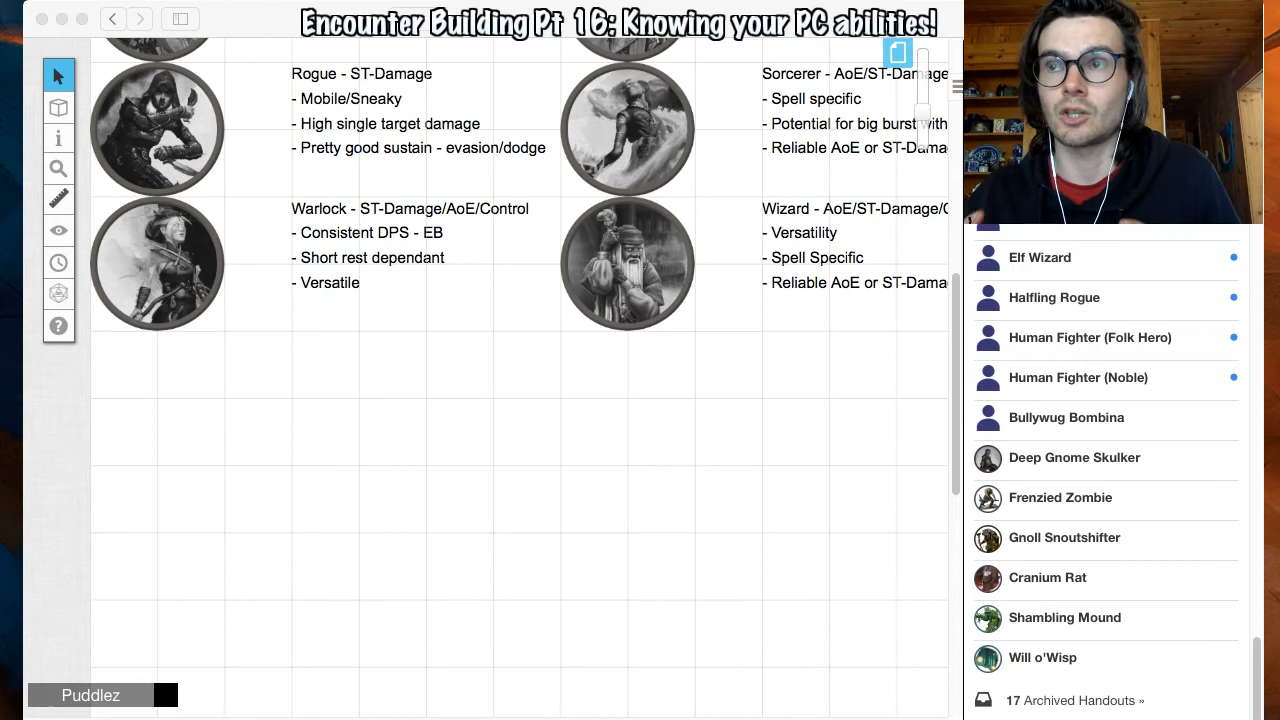 Encounter Building Pt 16: Knowing your PC abilities!
Rogue - ST-Damage
- Mobile/Sneaky
- High single target damage
- Pretty good sustain - evasion/dodge
Sorcerer - AoE/ST-Damage
- Spell specific
- Potential for big burst with
- Reliable AoE or ST-Dama
Warlock - ST-Damage/AoE/Control
- Consistent DPS - EB
- Short rest dependant
- Versatile
Wizard - AoE/ST-Damage/C
- Versatility
- Spell Specific
- Reliable AoE or ST-Dama
Elf Wizard
Halfling Rogue
Human Fighter (Folk Hero)
Human Fighter (Noble)
Bullywug Bombina
Deep Gnome Skulker
Frenzied Zombie
Gnoll Snoutshifter
Cranium Rat
Shambling Mound
Will o'Wisp
17 Archived Handouts »
Puddlez